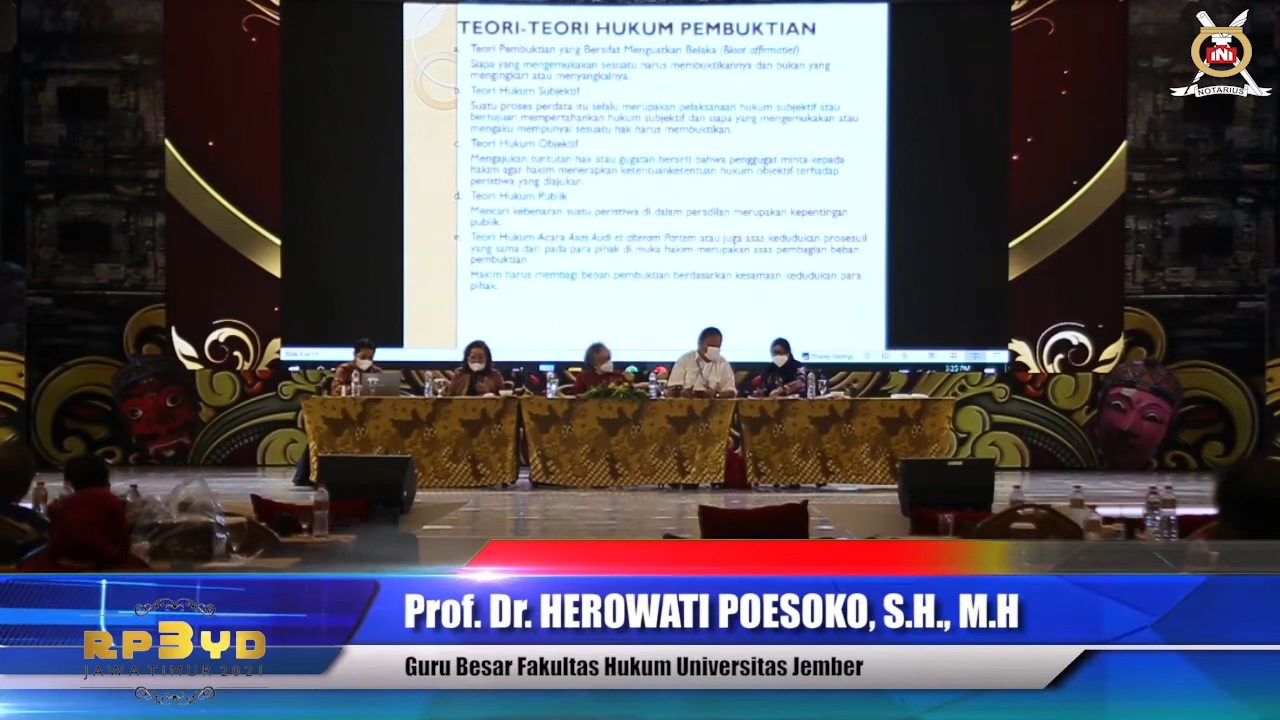 TEORI-TEORI HUKUM PEMBUKTIAN
a. Teori Pembuktian yang Bersifat Menguatkan Belaka (Bloot affirmatief)
Siapa yang mengemukakan sesuatu harus membuktikannya dan bukan yang
mengingkari atau menyangkalnya.
b. Teori Hukum Subjektif
Suatu proses perdata itu selalu merupakan pelaksanaan hukum subjektif atau
bertujuan mempertahankan hukum subjektif dan siapa yang mengemukakan atau
mengaku mempunyai sesuatu hak harus membuktikan.
c. Teori Hukum Objektif
Mengajukan tuntutan hak atau gugatan berarti bahwa penggugat minta kepada
hakim agar hakim menerapkan ketentuanketentuan hukum objektif terhadap
peristiwa yang diajukan.
d. Teori Hukum Publik
Mencari kebenaran suatu peristiwa di dalam peradilan merupakan kepentingan
publik.
e. Teori Hukum Acara Asas Audi et alteram Partem atau juga asas kedudukan prosesuil
yang sama dari pada para pihak di muka hakim merupakan asas pembagian beban
pembuktian
Hakim harus membagi beban pembuktian berdasarkan kesamaan kedudukan para
pihak.
Display Settings
3:25 PM
INI
NOTARIUS
Prof. Dr. HEROWATI POESOKO, S.H., M.H
Guru Besar Fakultas Hukum Universitas Jember
RP3YD
JAWA TIMUR 2021